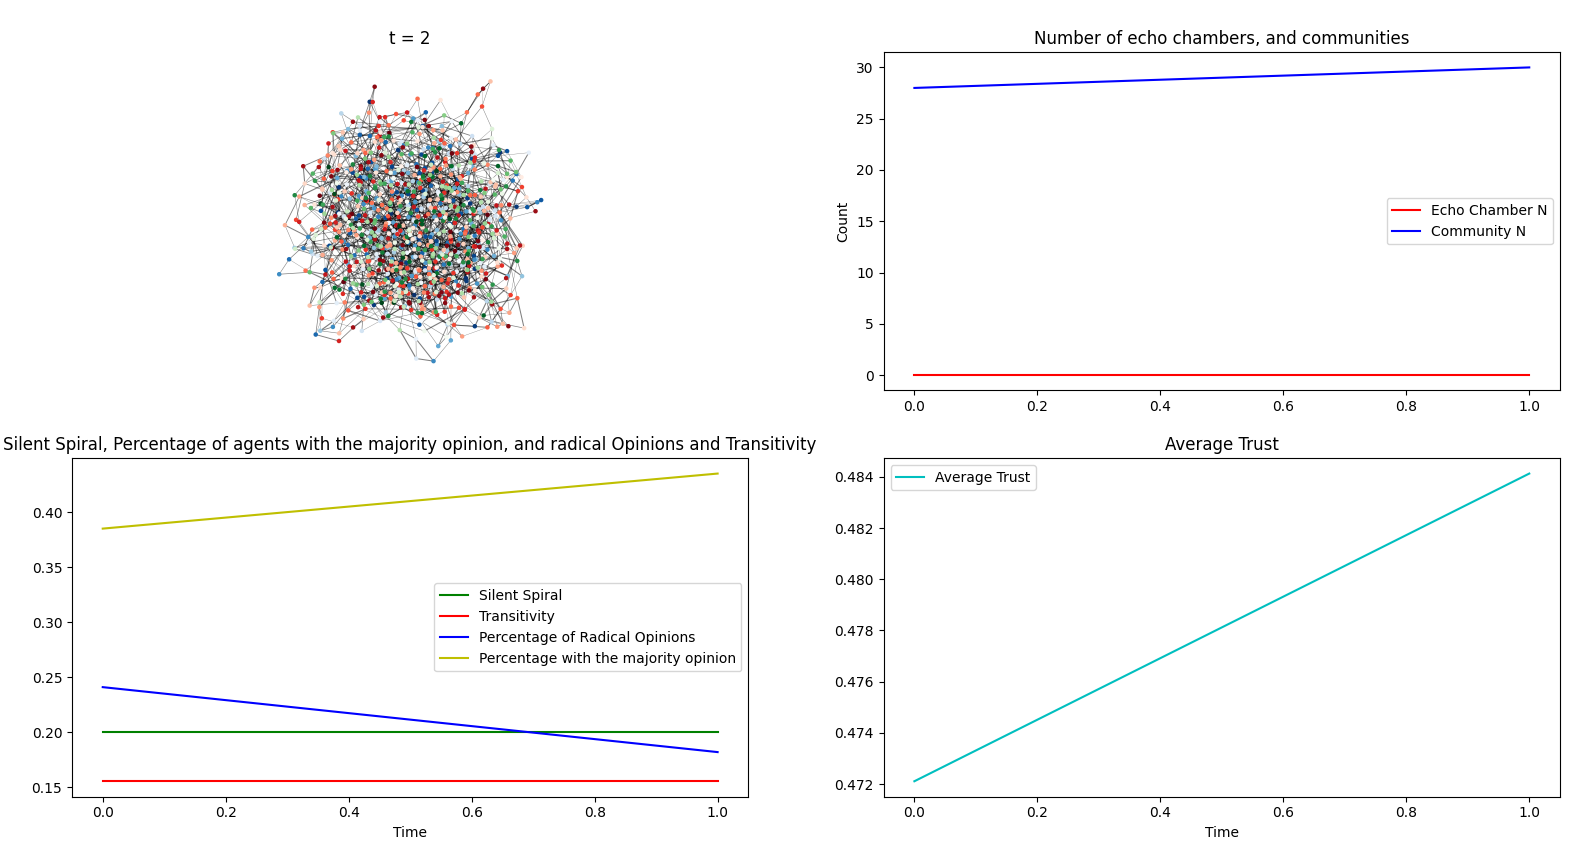 t = 2
Number of echo chambers, and communities
30
25
20
15
10
5
0
Count
Echo Chamber N
Community N
0.0 0.2 0.4 0.6 0.8 1.0
Silent Spiral, Percentage of agents with the majority opinion, and radical Opinions and Transitivity
0.40
0.35
0.30
0.25
0.20
0.15
Silent Spiral
Transitivity
Percentage of Radical Opinions
Percentage with the majority opinion
0.0 0.2 0.4 0.6 0.8 1.0
Time
Average Trust
Average Trust
0.484
0.482
0.480
0.478
0.476
0.474
0.472
0.0 0.2 0.4 0.6 0.8 1.0
Time